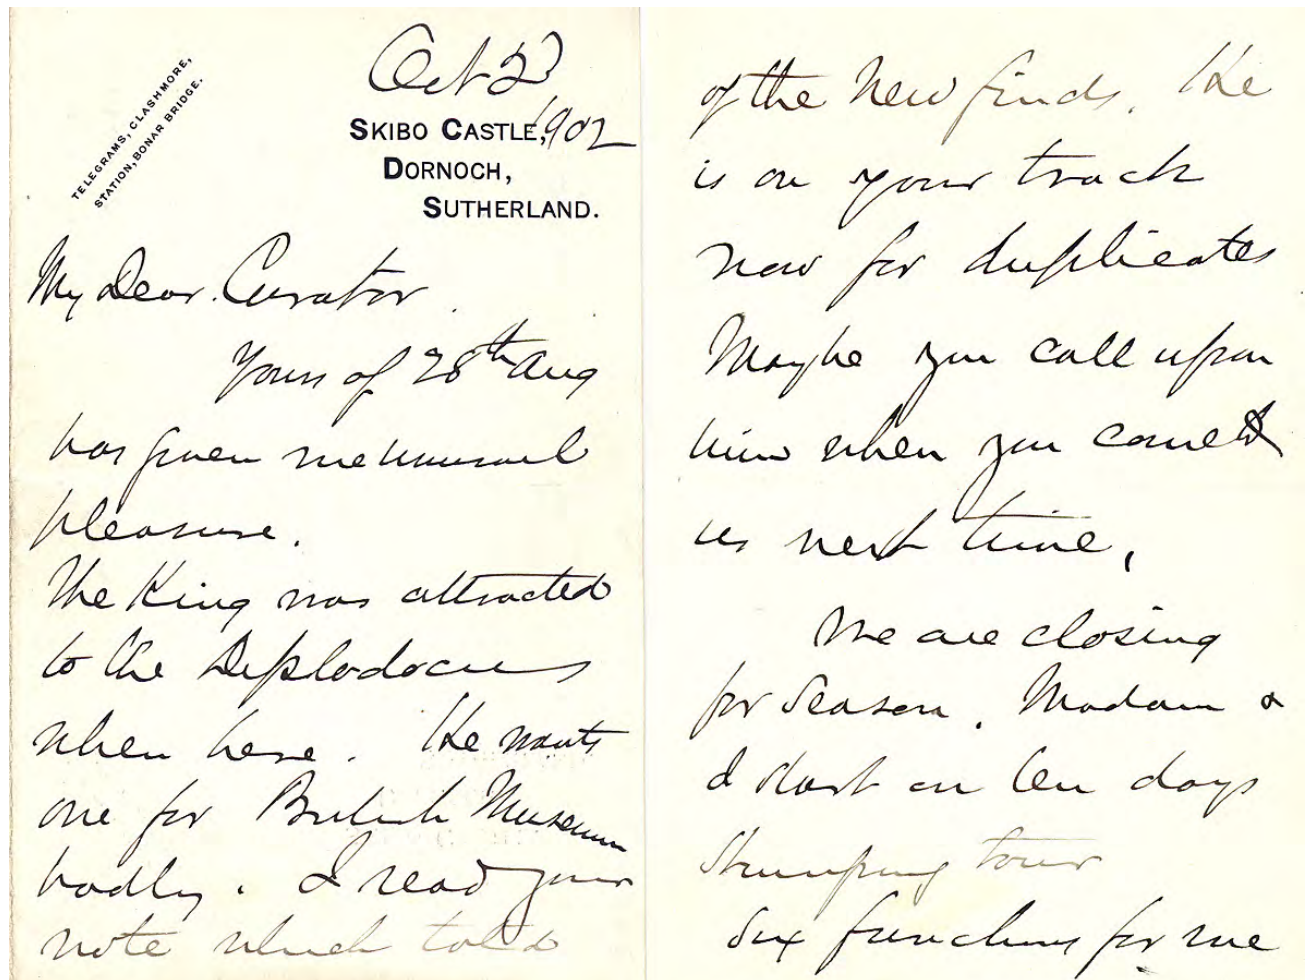 TELEGRAMS, CLASHMORE,
STATION, BONAR BRIDGE.
Oct 2
SKIBO CASTLE, 1902
DORNOCH,
SUTHERLAND.
My Dear Curator
Yours of 28th Aug
has given me unusual
pleasure.
The King was attracted
to the Diplodocus
when here. He wants
one for British Museum
badly. I read your
note which told
of the new finds. He
is on your track
now for duplicates
Maybe you call upon
him when you come to
us next time,
We are closing
for Season. Madam &
I start on ten days
Stumping tour
Six functions for me